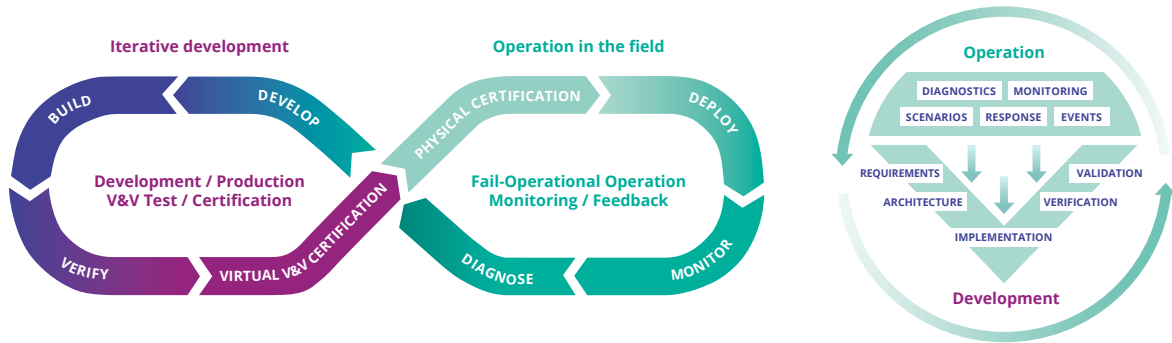 Iterative development
Operation in the field
BUILD
DEVELOP
PHYSICAL CERTIFICATION
DEPLOY
Development / Production
V&V Test / Certification
Fail-Operational Operation
Monitoring / Feedback
VERIFY
VIRTUAL V&V CERTIFICATION
DIAGNOSE
MONITOR
Operation
DIAGNOSTICS
MONITORING
SCENARIOS
RESPONSE
EVENTS
REQUIREMENTS
VALIDATION
ARCHITECTURE
VERIFICATION
IMPLEMENTATION
Development